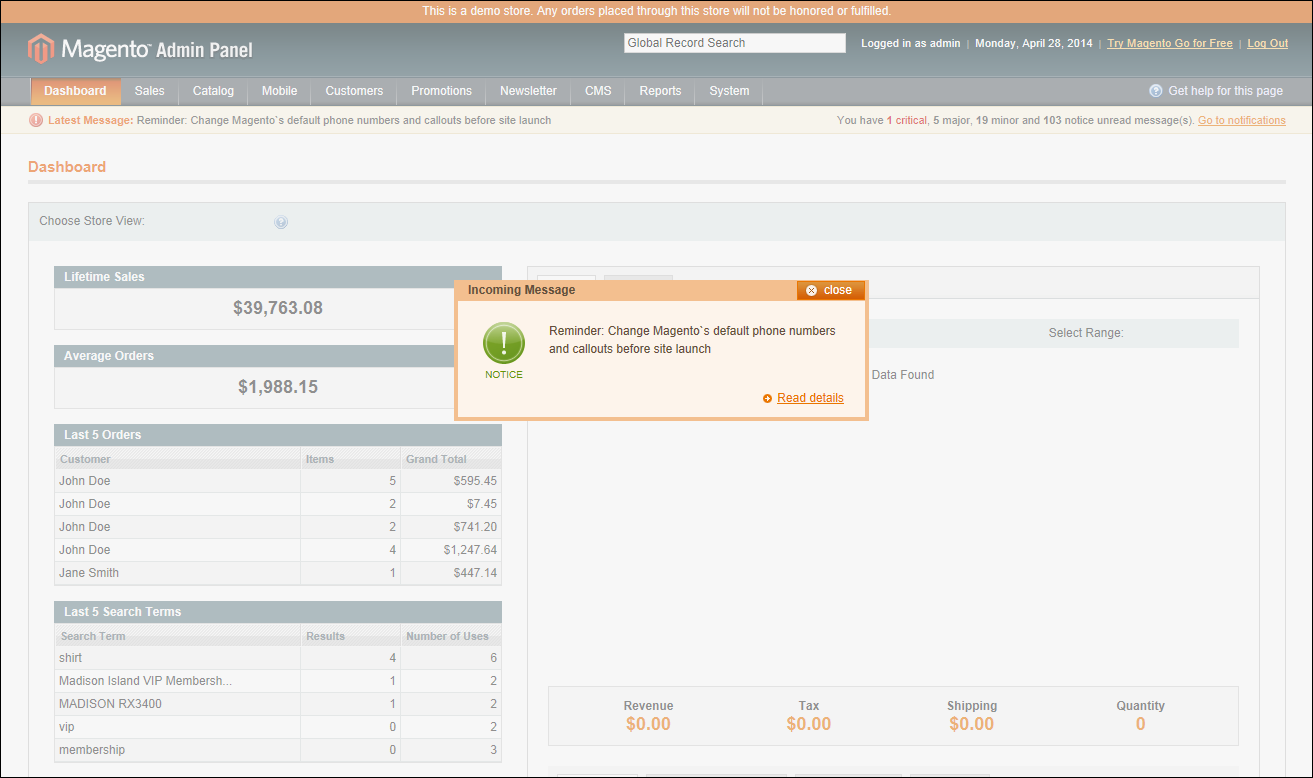 This is a demo store. Any orders placed through this store will not be honored or fulfilled.
Magento™ Admin Panel
Global Record Search
Logged in as admin | Monday, April 28, 2014 | Try Magento Go for Free | Log Out
Dashboard Sales Catalog Mobile Customers Promotions Newsletter CMS Reports System
Get help for this page
Latest Message: Reminder: Change Magento`s default phone numbers and callouts before site launch
You have 1 critical, 5 major, 19 minor and 103 notice unread message(s). Go to notifications
Dashboard
Choose Store View:
Lifetime Sales
$39,763.08
Average Orders
$1,988.15
Last 5 Orders
Customer Items Grand Total
John Doe 5 $595.45
John Doe 2 $7.45
John Doe 2 $741.20
John Doe 4 $1,247.64
Jane Smith 1 $447.14
Last 5 Search Terms
Search Term Results Number of Uses
shirt 4 6
Madison Island VIP Membersh... 1 2
MADISON RX3400 1 2
vip 0 2
membership 0 3
Incoming Message
close
Reminder: Change Magento`s default phone numbers
and callouts before site launch
NOTICE
Read details
Select Range:
Data Found
Revenue Tax Shipping Quantity
$0.00 $0.00 $0.00 0